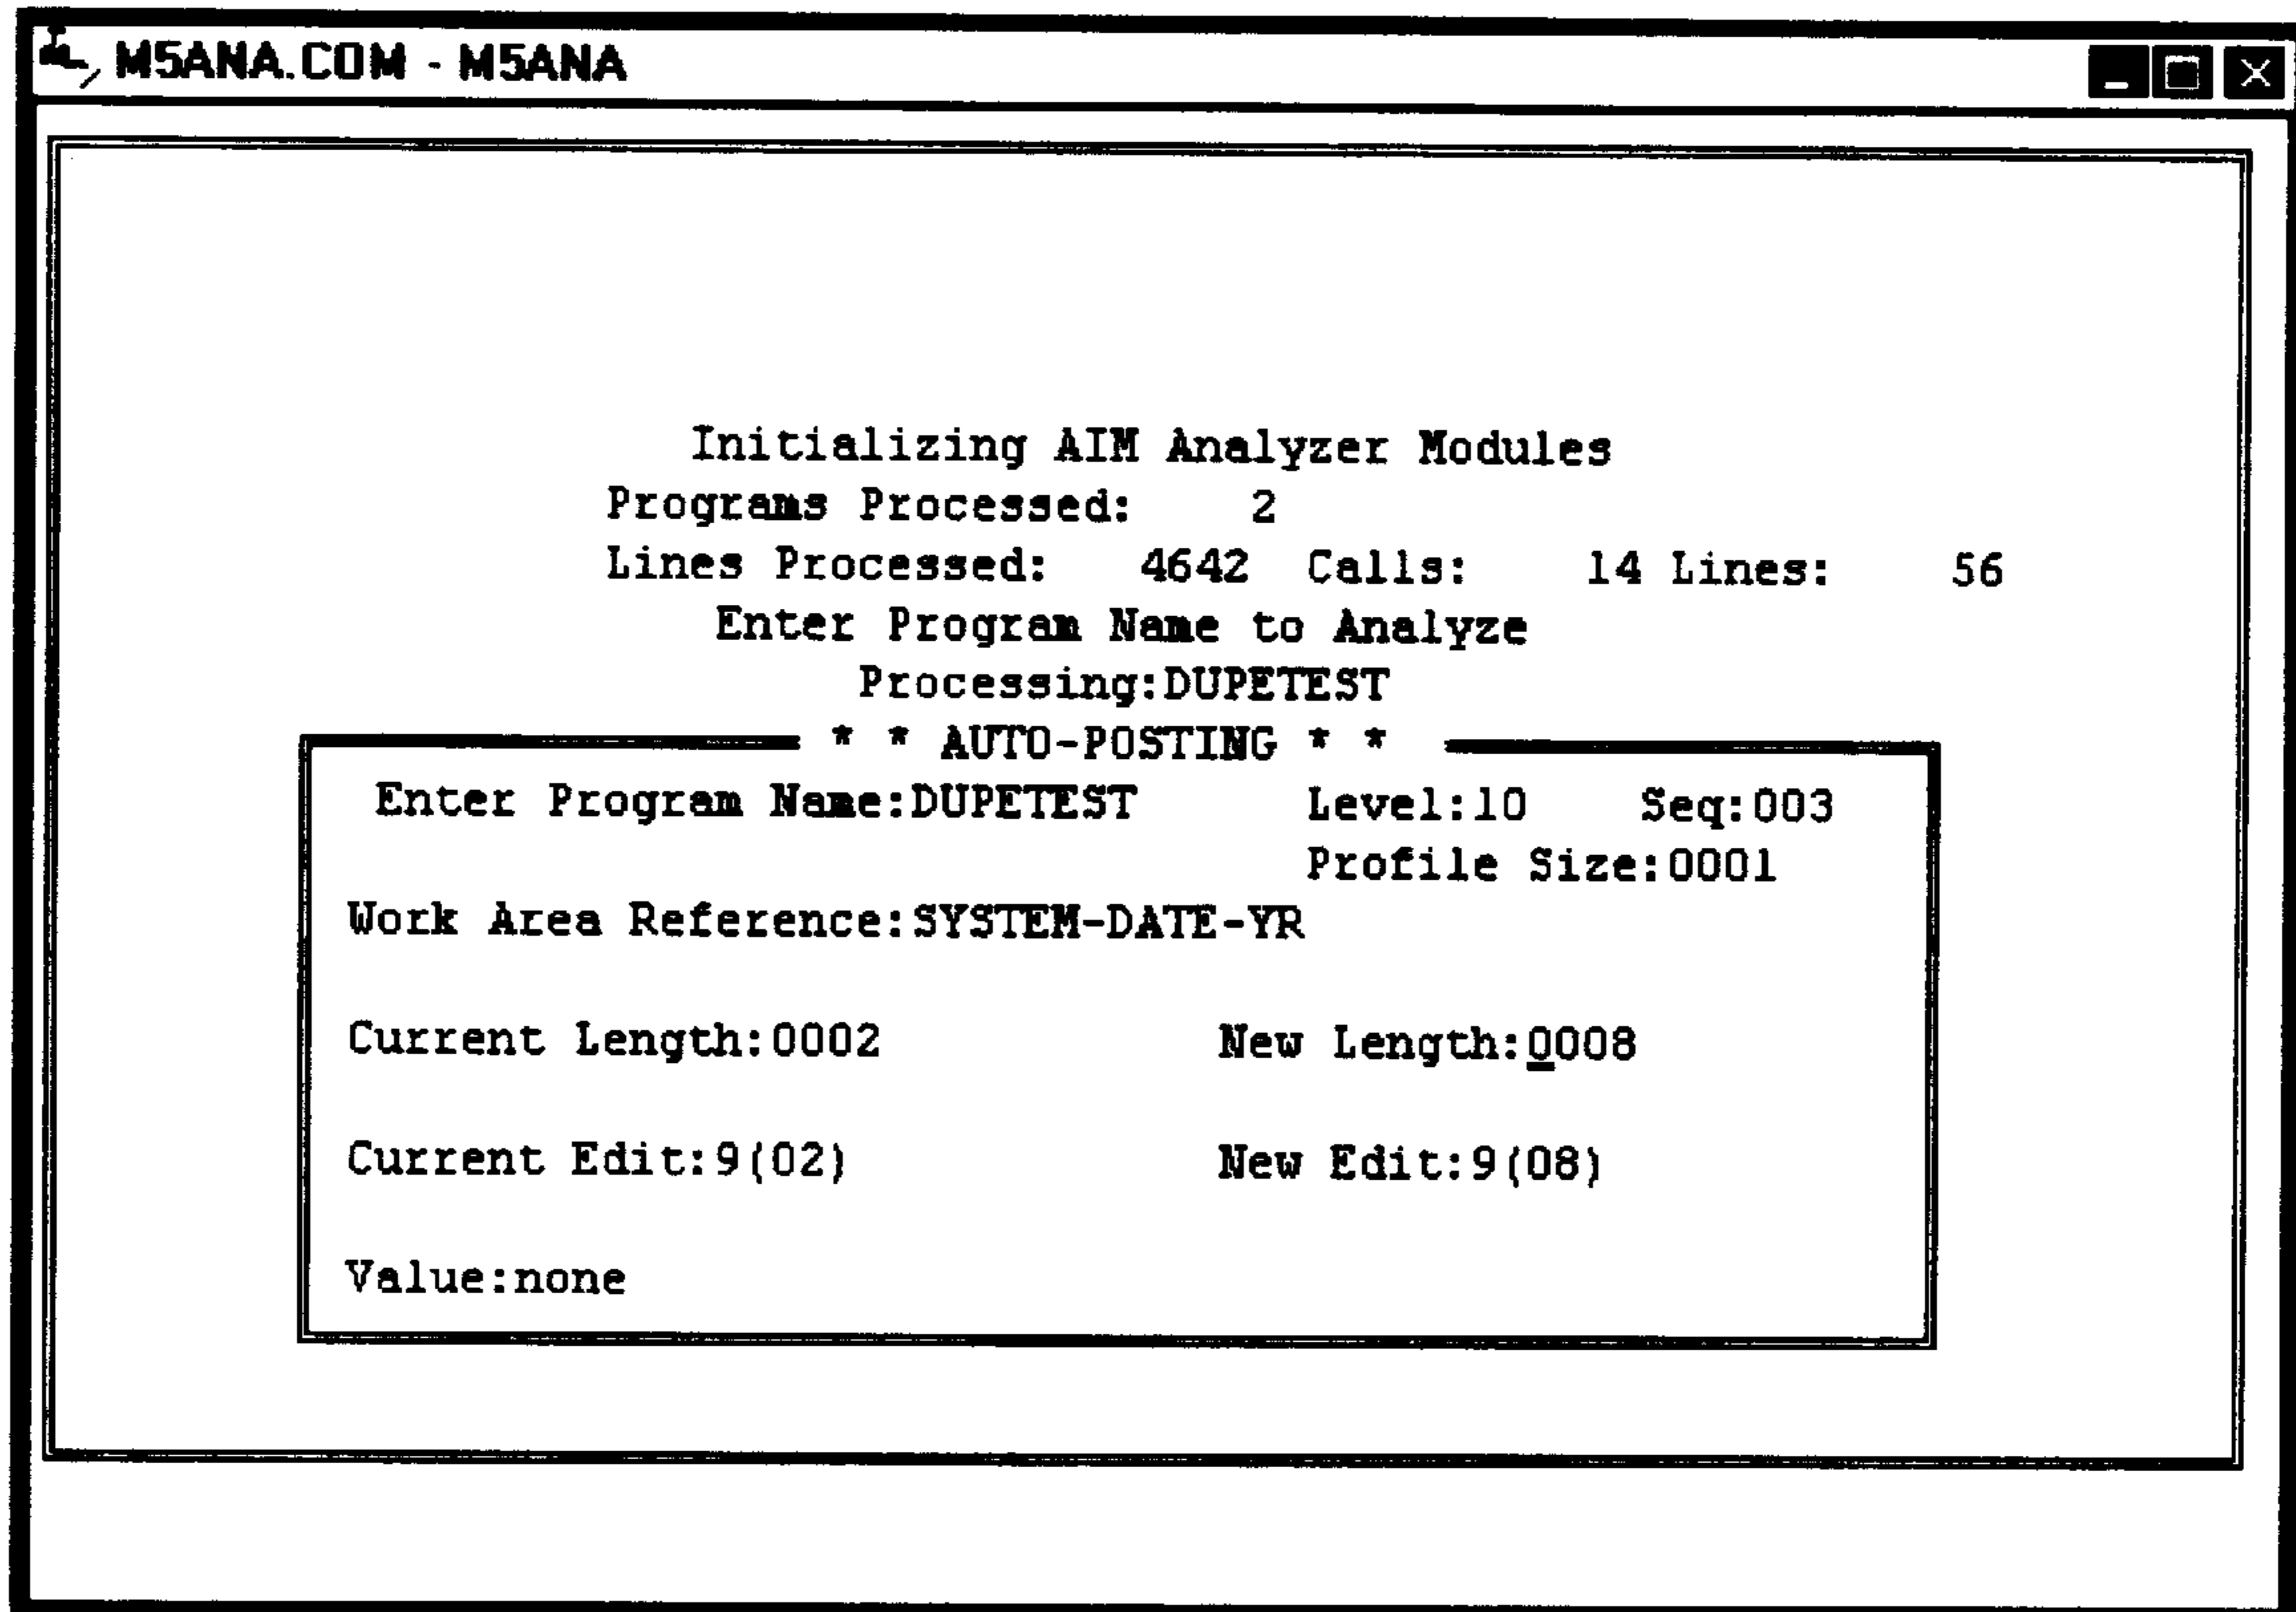 M5ANA.COM - M5ANA
Initializing AIM Analyzer Modules
Programs Processed: 2
Lines Processed: 4642 Calls: 14 Lines: 56
Enter Program Name to Analyze
Processing:DUPETEST
* * AUTO-POSTING * *
Enter Program Name:DUPETEST Level:10 Seq:003
Profile Size:0001
Work Area Reference:SYSTEM-DATE-YR
Current Length:0002 New Length:0008
Current Edit:9(02) New Edit:9(08)
Value:none